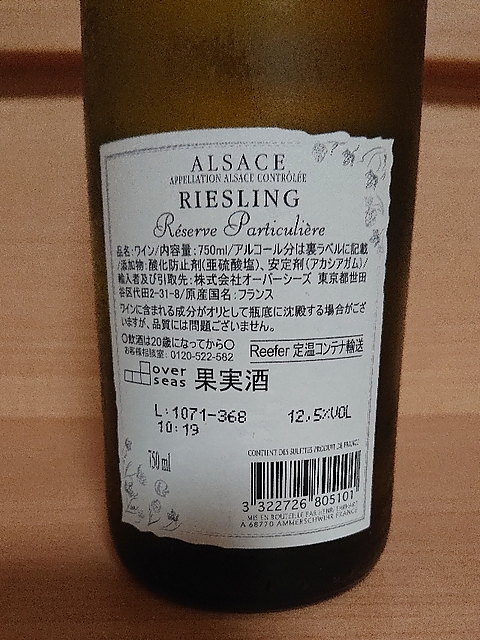 ALSACE
APPELLATION ALSACE CONTRÔLÉE
RIESLING
Réserve Particulière
品名:ワイン/内容量:750ml/アルコール分は裏ラベルに記載
/添加物:酸化防止剤(亜硫酸塩)、安定剤(アカシアガム)/
輸入者及び引取先:株式会社オーバーシーズ 東京都世田
谷区代田2-31-8/原産国名:フランス
ワインに含まれる成分がオリとして瓶底に沈殿する場合がござ
いますが、品質には問題ございません。
○飲酒は20歳になってから○
お客様相談室:0120-522-582
Reefer 定温コンテナ輸送
over
seas 果実酒
L:1071-368 12.5%VOL
10:19
750 ml
CONTIENT DES SULFITES PRODUIT DE FRANCE
3 322726 805101
MIS EN BOUTEILLE PAR
A 68770 AMMERSCHWIHR FRANCE